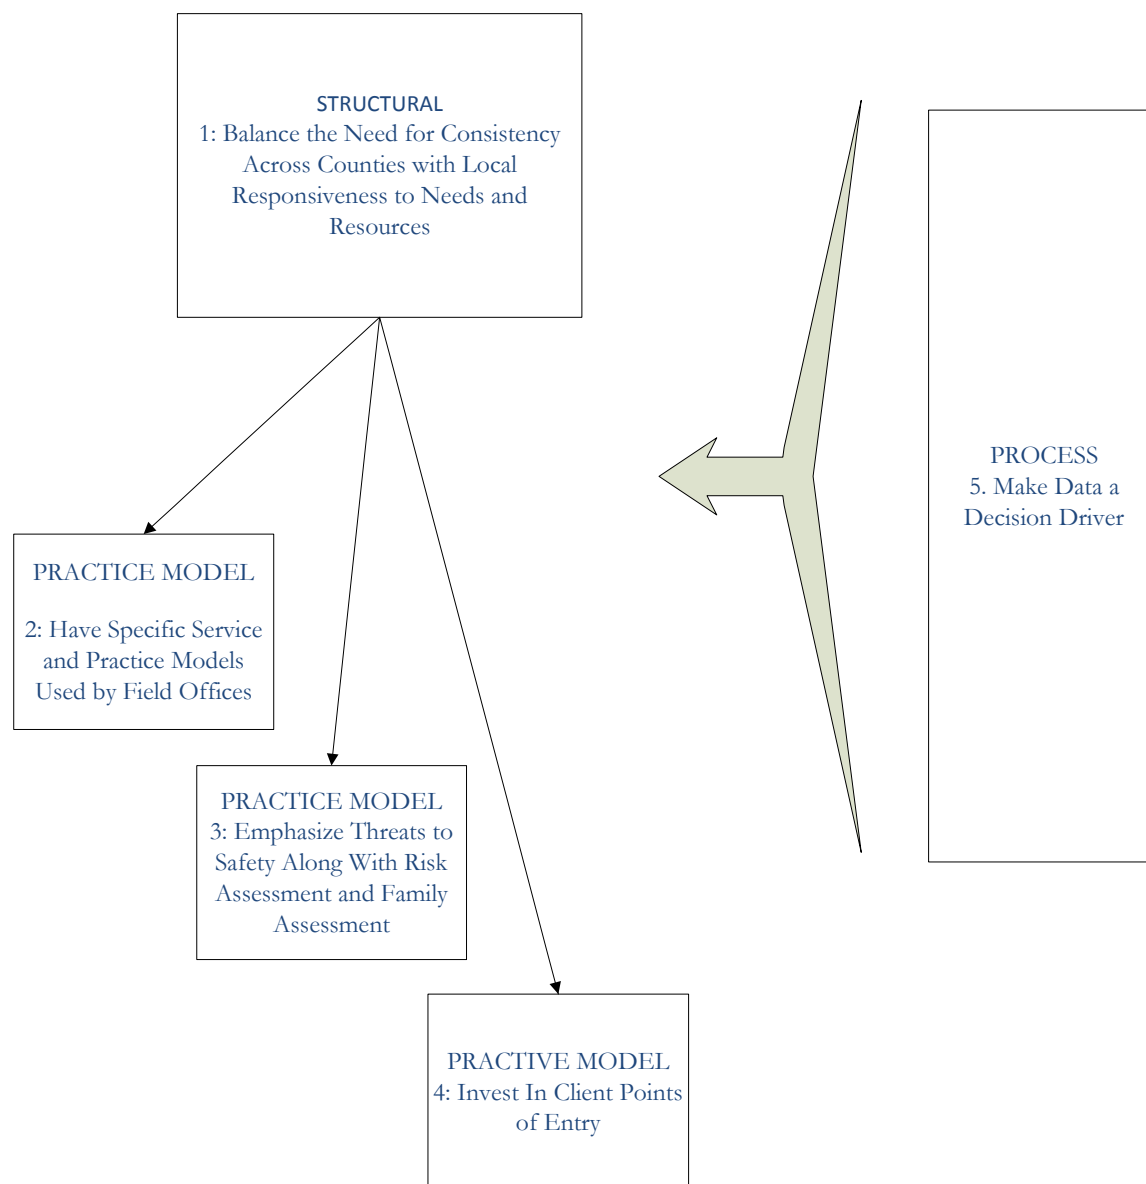 STRUCTURAL
1: Balance the Need for Consistency
Across Counties with Local
Responsiveness to Needs and
Resources
PROCESS
5. Make Data a
Decision Driver
PRACTICE MODEL
2: Have Specific Service
and Practice Models
Used by Field Offices
PRACTICE MODEL
3: Emphasize Threats to
Safety Along With Risk
Assessment and Family
Assessment
PRACTIVE MODEL
4: Invest In Client Points
of Entry